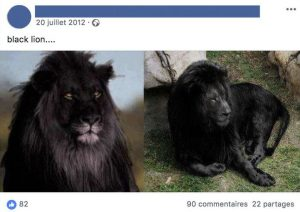 20 juillet 2012 ·
black lion....
82
90 commentaires 22 partages